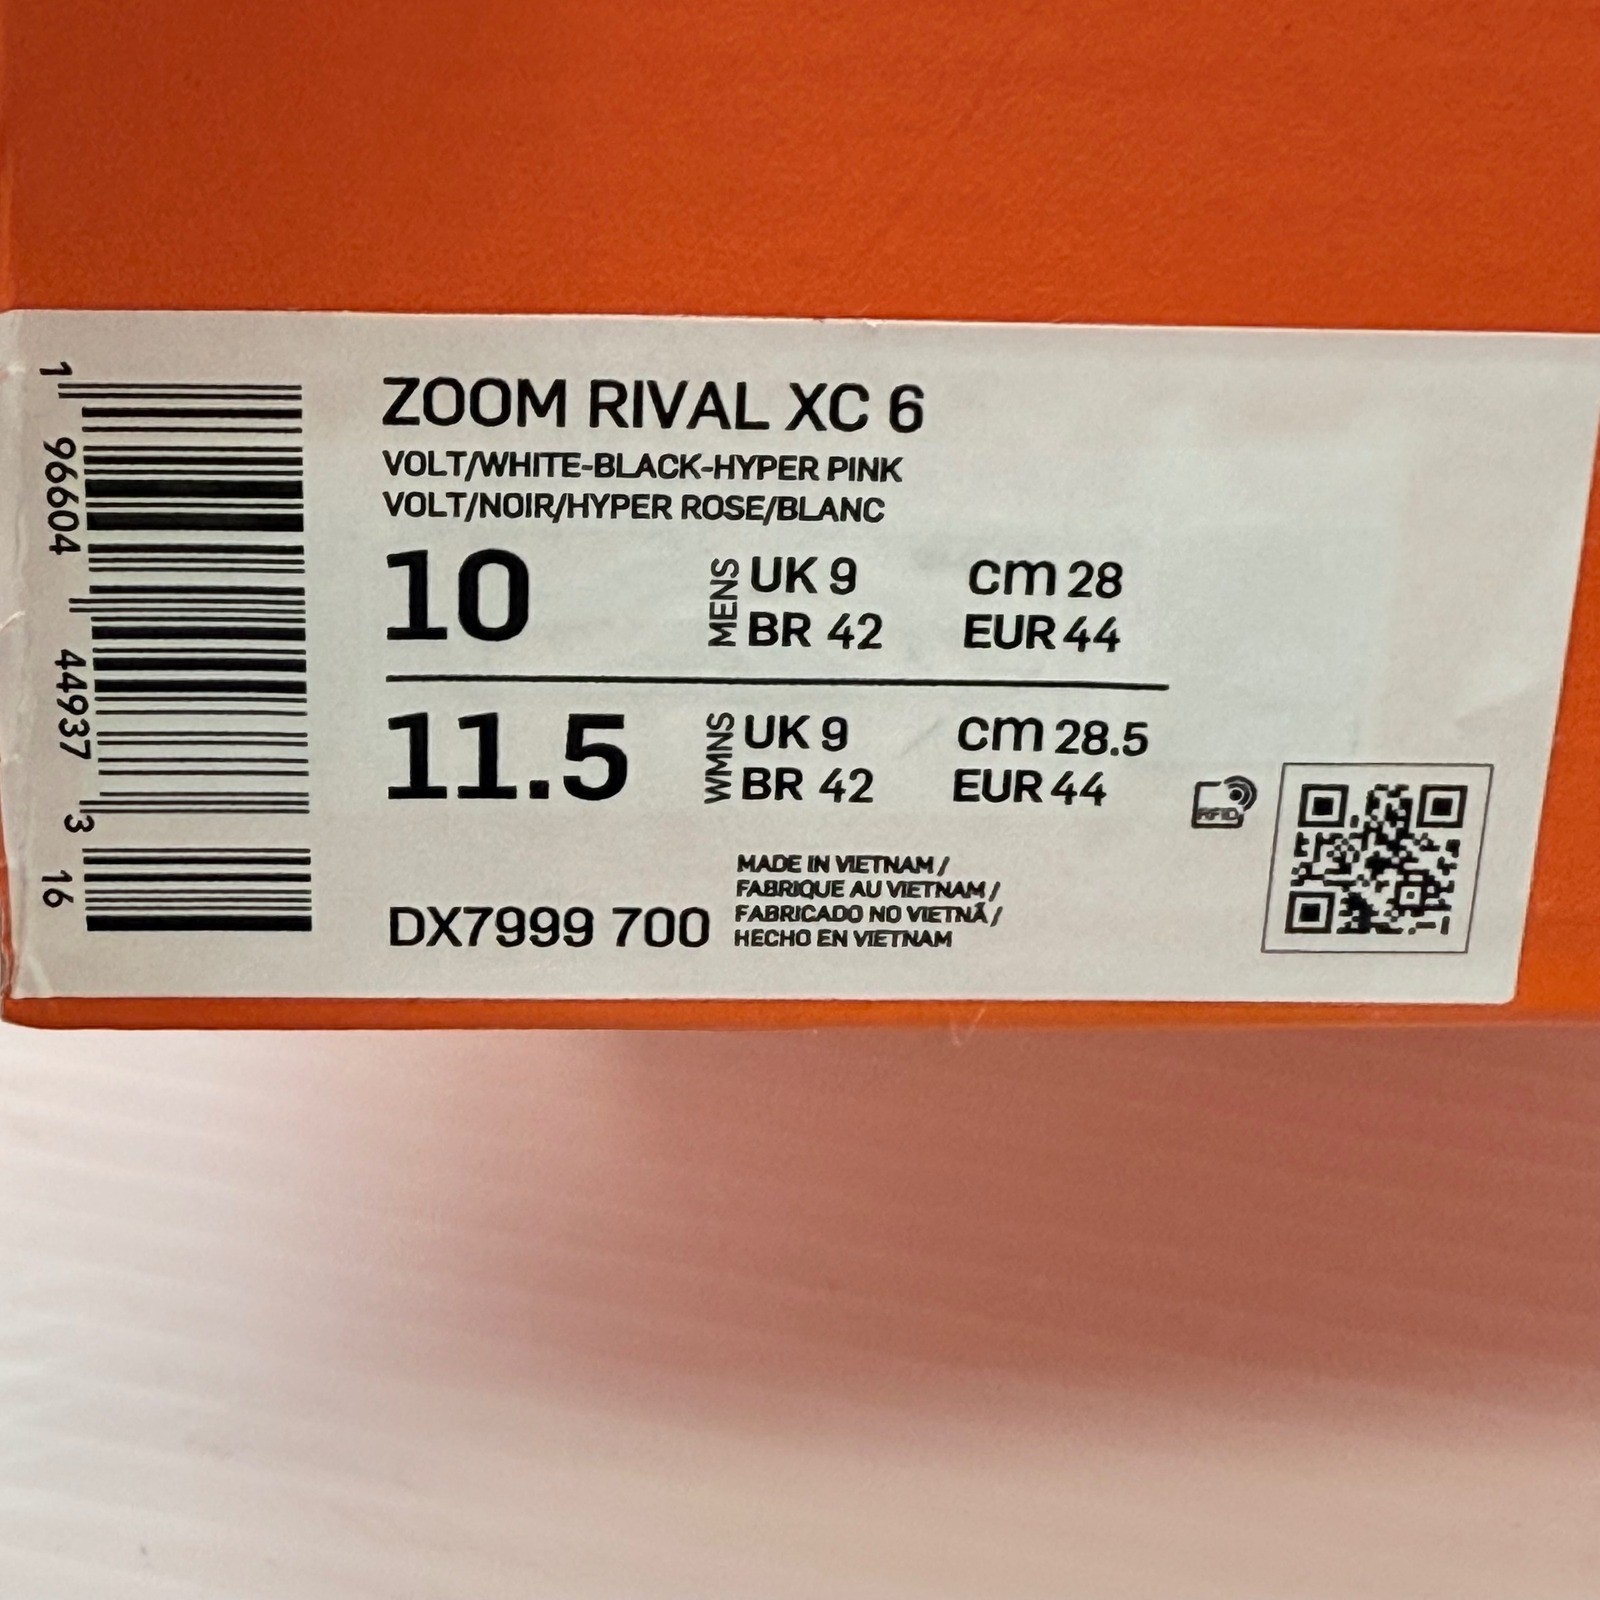 ZOOM RIVAL XC 6
VOLT/WHITE-BLACK-HYPER PINK
VOLT/NOIR/HYPER ROSE/BLANC
10 MENS UK 9 cm 28
BR 42 EUR 44
11.5 WMNS UK 9 cm 28.5
BR 42 EUR 44
DX7999 700
MADE IN VIETNAM /
FABRIQUE AU VIETNAM /
FABRICADO NO VIETNÃ /
HECHO EN VIETNAM
RFID
1 96604 44937 3 16